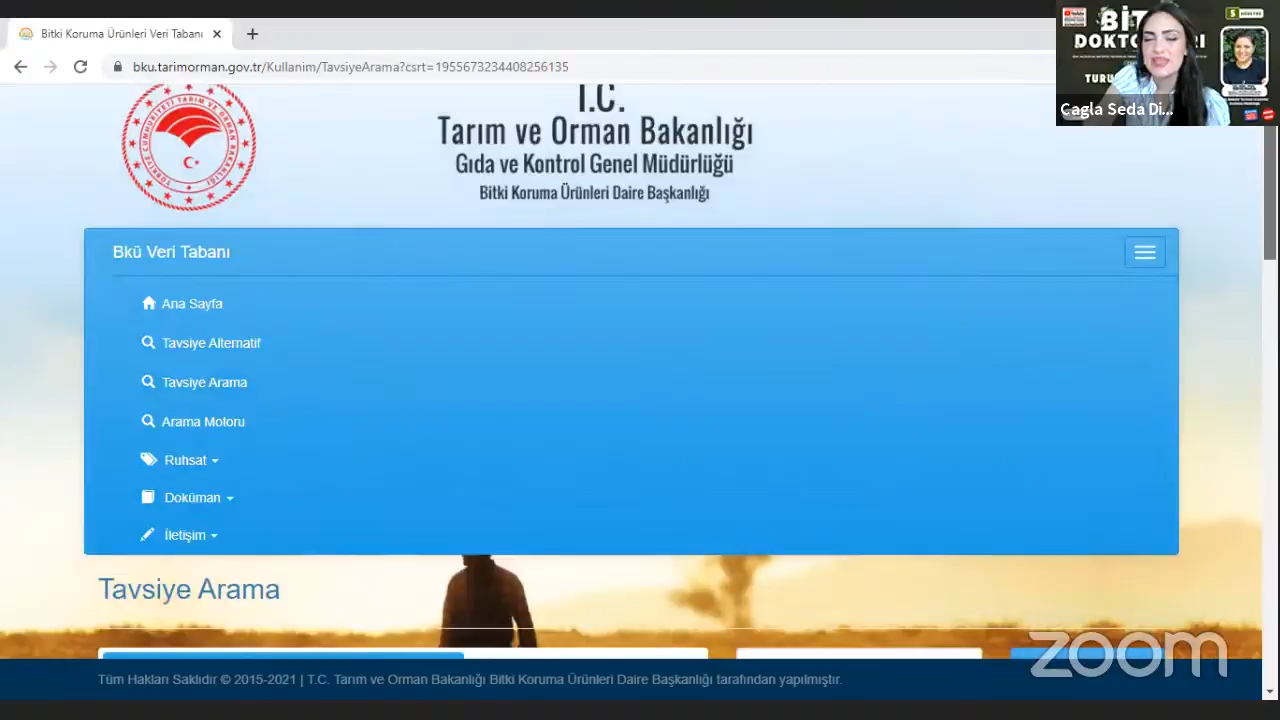 Bitki Koruma Ürünleri Veri Tabanı
bku.tarimorman.gov.tr/Kullanim/TavsiyeArama?csrt=1955673234408256135
T.C.
Tarım ve Orman Bakanlığı
Gıda ve Kontrol Genel Müdürlüğü
Bitki Koruma Ürünleri Daire Başkanlığı
Bkü Veri Tabanı
Ana Sayfa
Tavsiye Alternatif
Tavsiye Arama
Arama Motoru
Ruhsat
Doküman
İletişim
Tavsiye Arama
Tüm Hakları Saklıdır © 2015-2021 | T.C. Tarım ve Orman Bakanlığı Bitki Koruma Ürünleri Daire Başkanlığı tarafından yapılmıştır.
Cagla Seda Di...
zoom